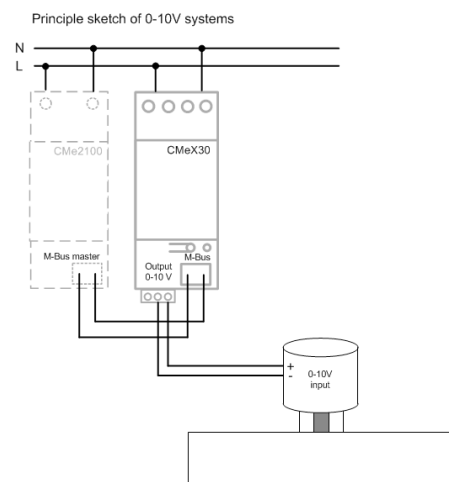 Principle sketch of 0-10V systems
N
L
CMe2100
CMeX30
M-Bus master
M-Bus
Output
0-10 V
+
-
0-10V
input